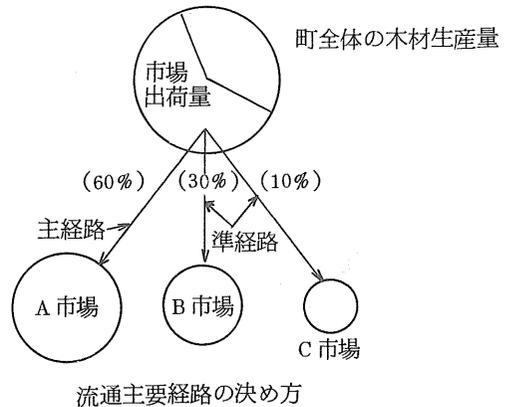 町全体の木材生産量
市場
出荷量
(60%)
(30%)
(10%)
主経路
準経路
A市場
B市場
C市場
流通主要経路の決め方